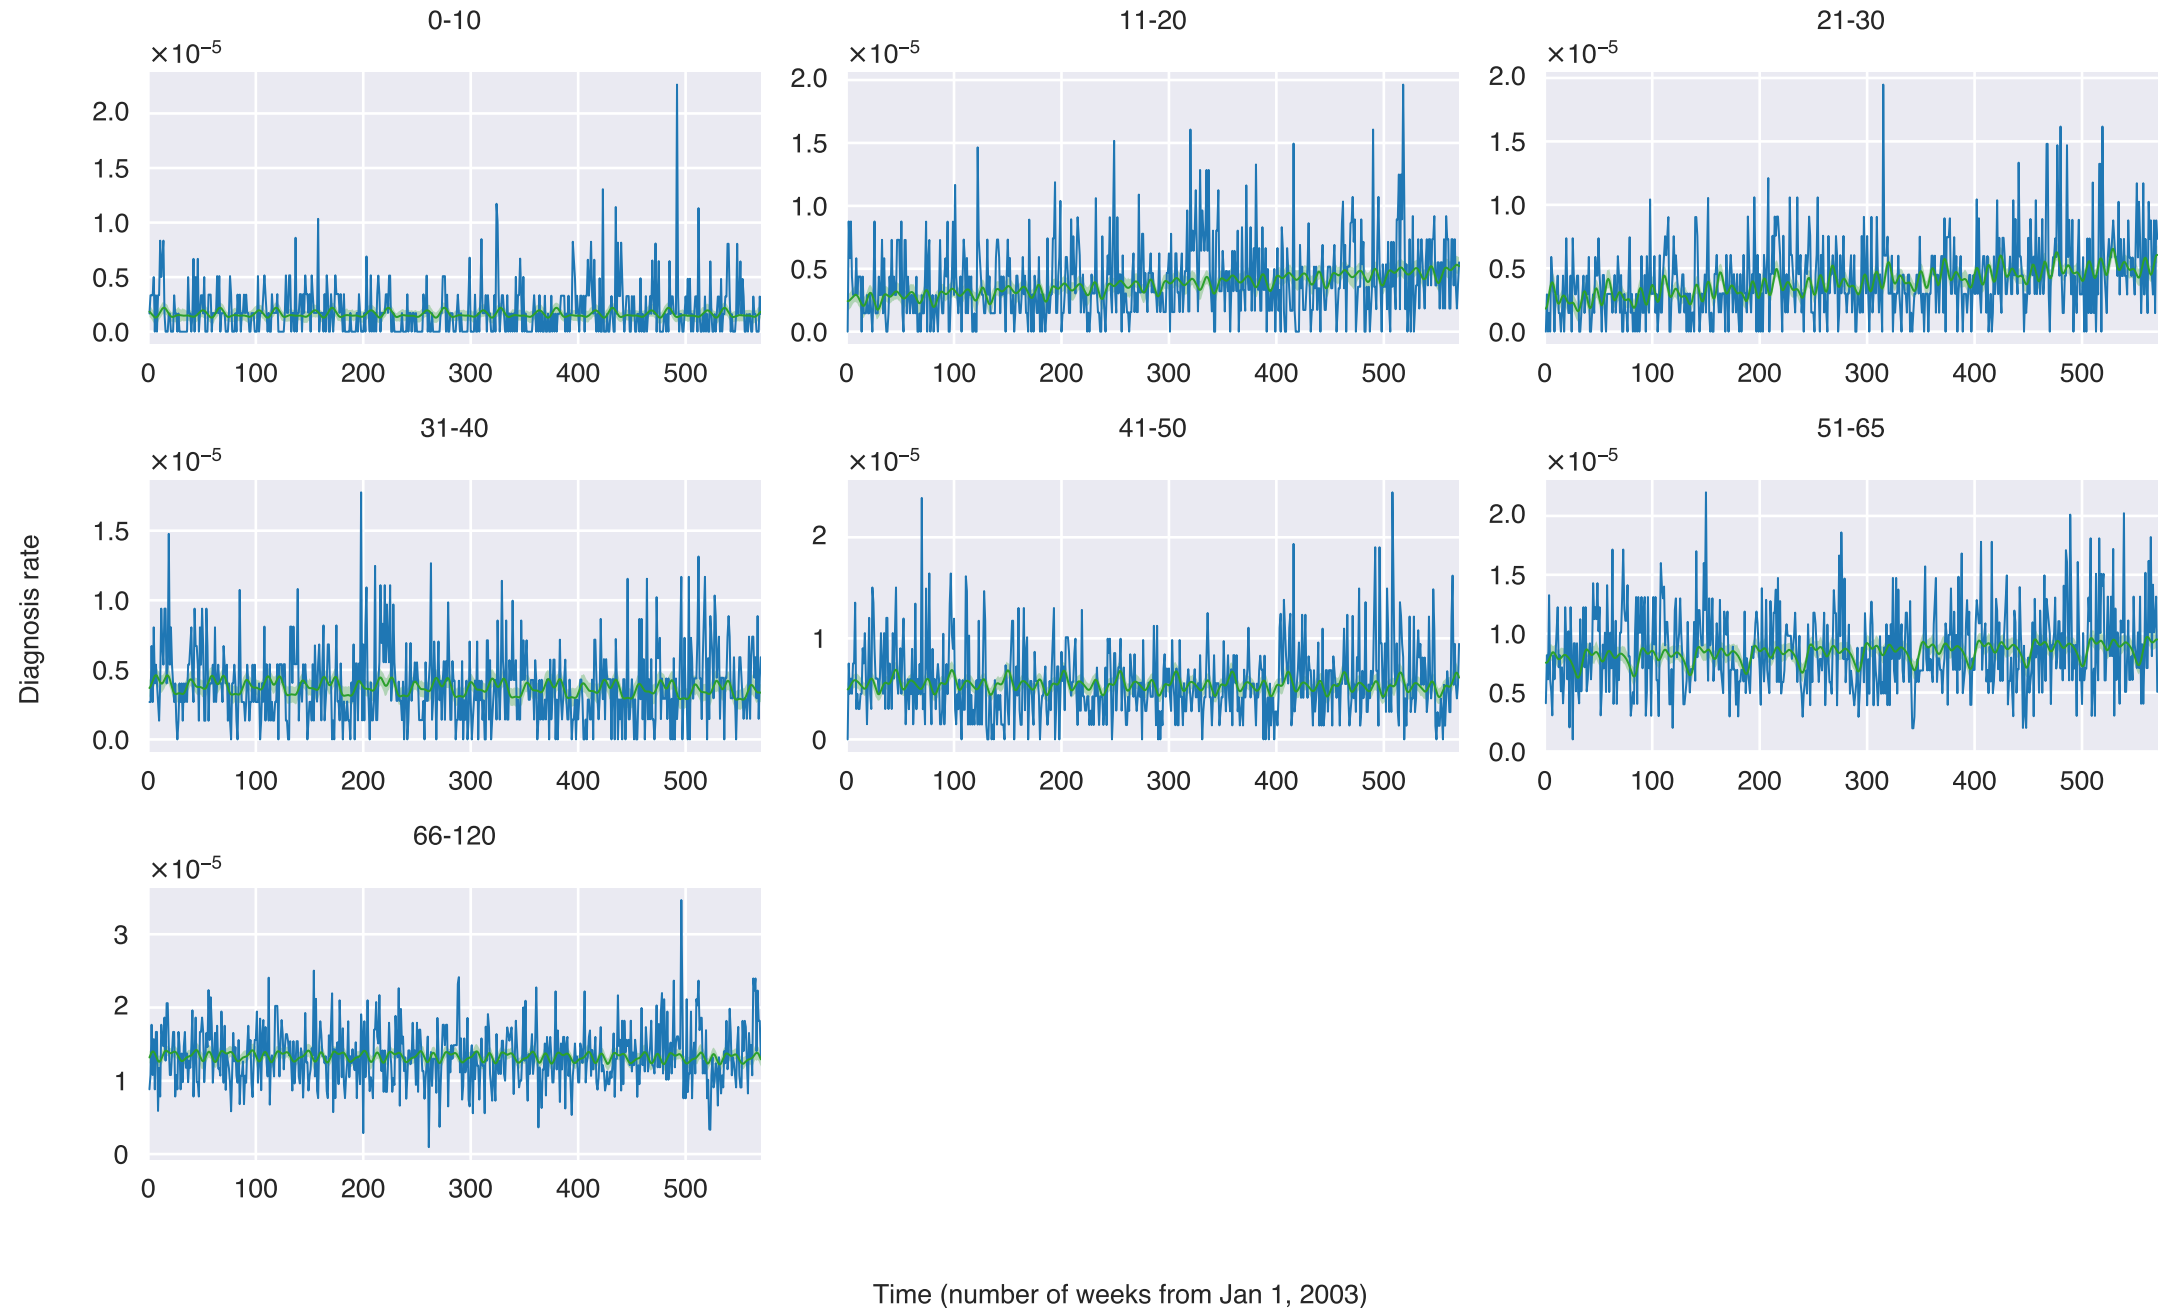 0-10 11-20 21-30
×10⁻⁵ ×10⁻⁵ ×10⁻⁵
2.0 1.5 1.0 0.5 0.0
2.0 1.5 1.0 0.5 0.0
2.0 1.5 1.0 0.5 0.0
0 100 200 300 400 500 0 100 200 300 400 500 0 100 200 300 400 500
31-40 41-50 51-65
×10⁻⁵ ×10⁻⁵ ×10⁻⁵
Diagnosis rate
1.5 1.0 0.5 0.0
2 1 0
2.0 1.5 1.0 0.5 0.0
0 100 200 300 400 500 0 100 200 300 400 500 0 100 200 300 400 500
66-120
×10⁻⁵
3
2
1
0
0 100 200 300 400 500
Time (number of weeks from Jan 1, 2003)